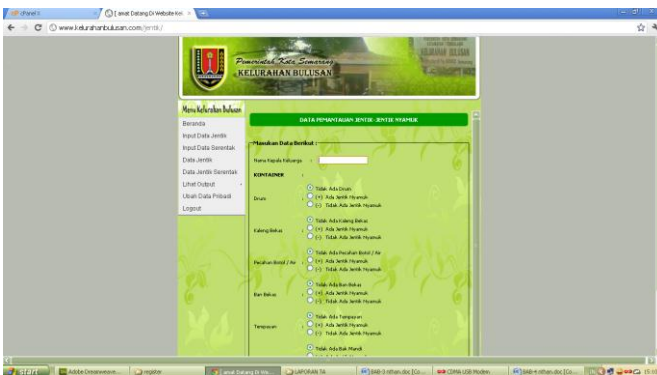 cPanel X
[ amat Datang Di Website Kel
www.kelurahanbulusan.com/jentik/
Pemerintah Kota Semarang
KELURAHAN BULUSAN
Menu Kelurahan Bulusan
Beranda
Input Data Jentik
Input Data Serentak
Data Jentik
Data Jentik Serentak
Lihat Output
Ubah Data Pribadi
Logout
DATA PEMANTAUAN JENTIK-JENTIK NYAMUK
Masukan Data Berikut :
Nama Kepala Keluarga :
KONTAINER :
Tidak Ada Drum
Drum : (+) Ada Jentik Nyamuk
(-) Tidak Ada Jentik Nyamuk
Tidak Ada Kaleng Bekas
Kaleng Bekas : (+) Ada Jentik Nyamuk
(-) Tidak Ada Jentik Nyamuk
Tidak Ada Pecahan Botol / Air
Pecahan Botol / Air : (+) Ada Jentik Nyamuk
(-) Tidak Ada Jentik Nyamuk
Tidak Ada Ban Bekas
Ban Bekas : (+) Ada Jentik Nyamuk
(-) Tidak Ada Jentik Nyamuk
Tidak Ada Tempayan
Tempayan : (+) Ada Jentik Nyamuk
(-) Tidak Ada Jentik Nyamuk
Tidak Ada Bak Mandi
start
Adobe Dreamweave...
register
[ amat Datang Di We...
LAPORAN TA
BAB-3 rehan.doc [Co...
CDMA USB Modem
BAB-4 rehan.doc [Co...